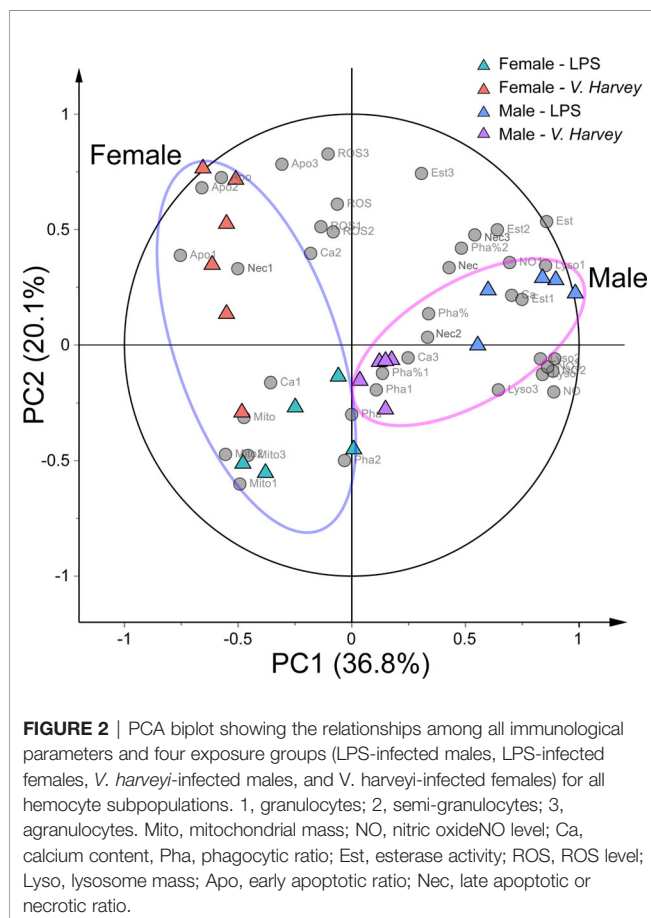 Female - LPS
Female - V. Harvey
Male - LPS
Male - V. Harvey
Female
Male
1
0.5
0
-0.5
-1
PC2 (20.1%)
-1
-0.5
0
0.5
1
PC1 (36.8%)
Apo3
ROS3
Apo2
Est3
ROS
ROS1
ROS2
Ca2
Apo1
Nec1
Est
Est2
Nec3
Pha%2
Nec
Lyso1
Ca
Est1
Pha%
Nec2
Ca3
Pha%1
Pha1
Lyso2
NO2
Lyso3
NO
Ca1
Mito
Pha
Mito2
Mito3
Pha2
Mito1
FIGURE 2 | PCA biplot showing the relationships among all immunological
parameters and four exposure groups (LPS-infected males, LPS-infected
females, V. harveyi-infected males, and V. harveyi-infected females) for all
hemocyte subpopulations. 1, granulocytes; 2, semi-granulocytes; 3,
agranulocytes. Mito, mitochondrial mass; NO, nitric oxideNO level; Ca,
calcium content, Pha, phagocytic ratio; Est, esterase activity; ROS, ROS level;
Lyso, lysosome mass; Apo, early apoptotic ratio; Nec, late apoptotic or
necrotic ratio.